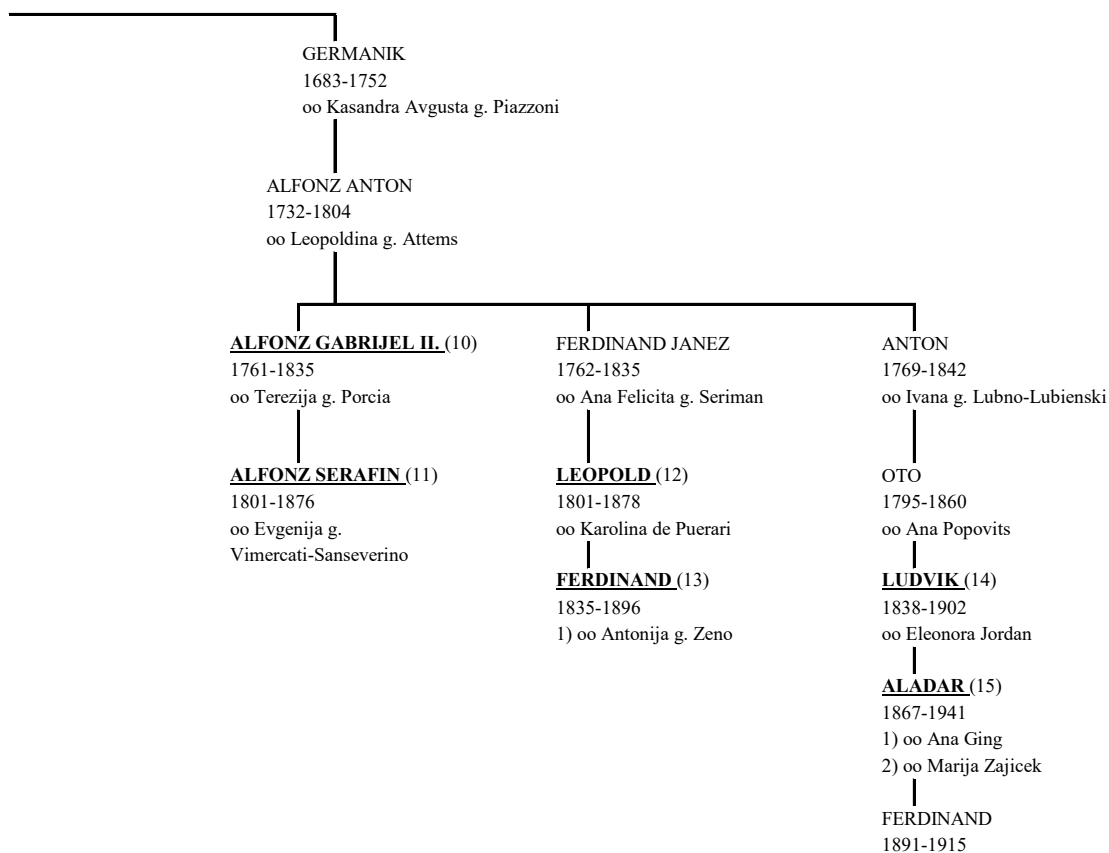 GERMANIK
1683-1752
oo Kasandra Avgusta g. Piazzoni
ALFONZ ANTON
1732-1804
oo Leopoldina g. Attems
ALFONZ GABRIJEL II. (10)
1761-1835
oo Terezija g. Porcia
FERDINAND JANEZ
1762-1835
oo Ana Felicita g. Seriman
ANTON
1769-1842
oo Ivana g. Lubno-Lubienski
ALFONZ SERAFIN (11)
1801-1876
oo Evgenija g.
Vimercati-Sanseverino
LEOPOLD (12)
1801-1878
oo Karolina de Puerari
OTO
1795-1860
oo Ana Popovits
FERDINAND (13)
1835-1896
1) oo Antonija g. Zeno
LUDVIK (14)
1838-1902
oo Eleonora Jordan
ALADAR (15)
1867-1941
1) oo Ana Ging
2) oo Marija Zajicek
FERDINAND
1891-1915